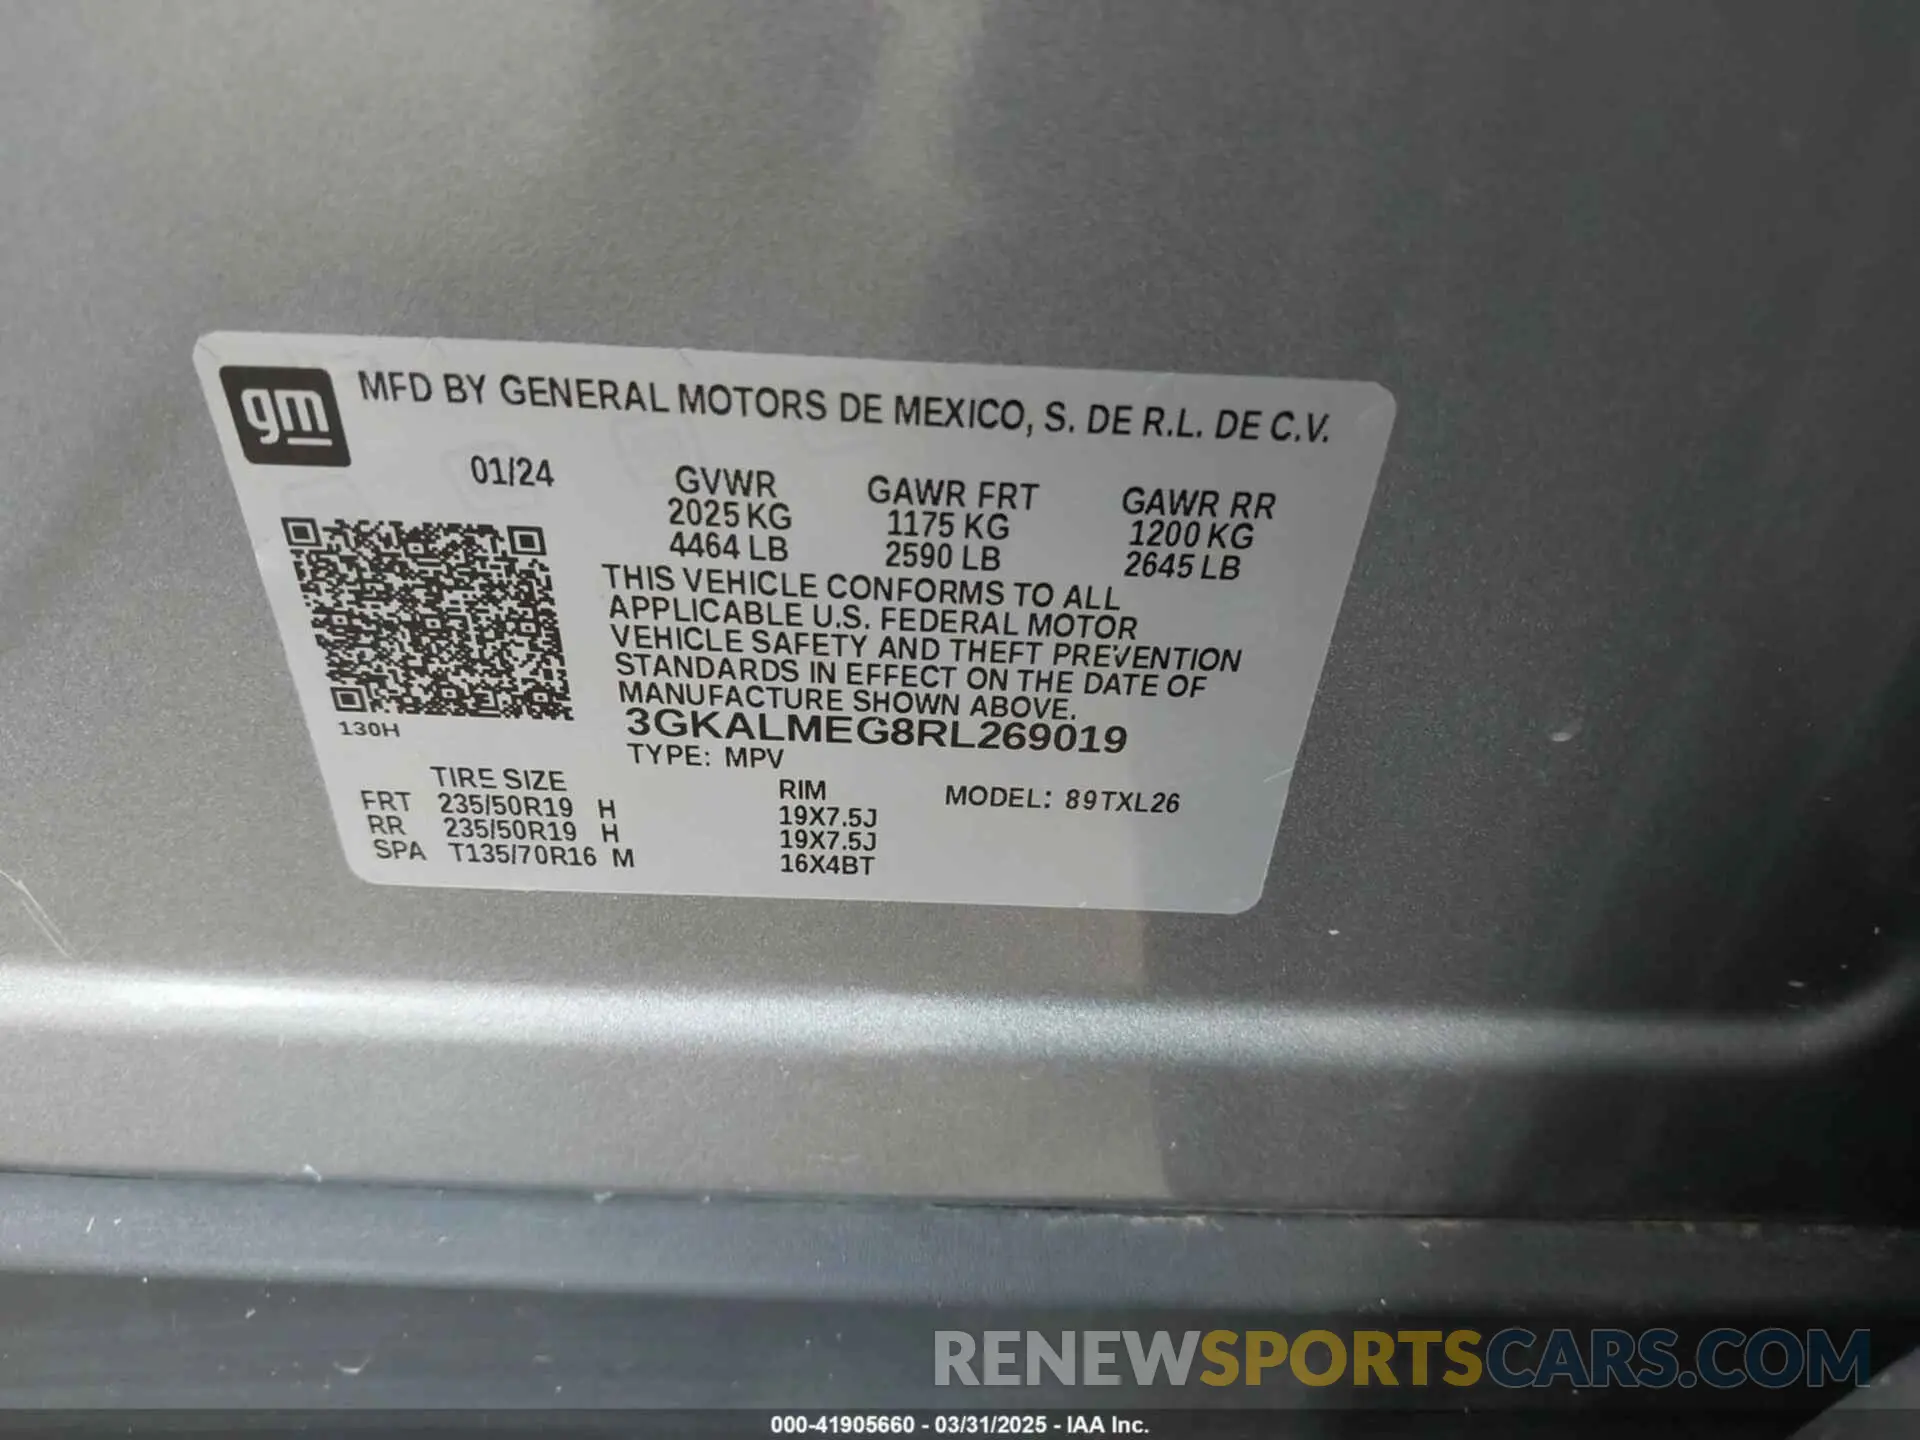 gm
MFD BY GENERAL MOTORS DE MEXICO, S. DE R.L. DE C.V.
01/24 GVWR GAWR FRT GAWR RR
2025 KG 1175 KG 1200 KG
4464 LB 2590 LB 2645 LB
THIS VEHICLE CONFORMS TO ALL
APPLICABLE U.S. FEDERAL MOTOR
VEHICLE SAFETY AND THEFT PREVENTION
STANDARDS IN EFFECT ON THE DATE OF
MANUFACTURE SHOWN ABOVE.
130H
3GKALMEG8RL269019
TYPE: MPV
TIRE SIZE RIM MODEL: 89TXL26
FRT 235/50R19 H 19X7.5J
RR 235/50R19 H 19X7.5J
SPA T135/70R16 M 16X4BT
RENEWSPORTSCARS.COM
000-41905660 - 03/31/2025 - IAA Inc.